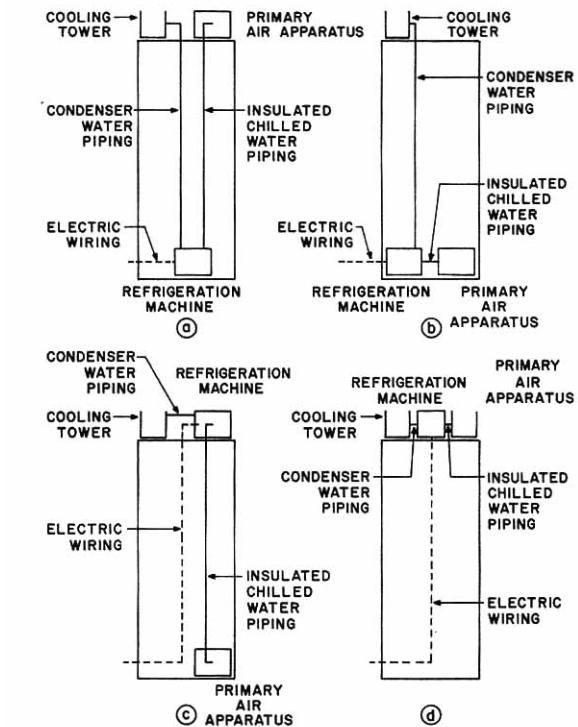 COOLING
TOWER
PRIMARY
AIR APPARATUS
CONDENSER
WATER
PIPING
INSULATED
CHILLED
WATER
PIPING
ELECTRIC
WIRING
REFRIGERATION
MACHINE
a
COOLING
TOWER
CONDENSER
WATER
PIPING
INSULATED
CHILLED
WATER
PIPING
ELECTRIC
WIRING
REFRIGERATION
MACHINE
PRIMARY
AIR
APPARATUS
b
CONDENSER
WATER
PIPING
REFRIGERATION
MACHINE
COOLING
TOWER
ELECTRIC
WIRING
INSULATED
CHILLED
WATER
PIPING
PRIMARY
AIR
APPARATUS
c
PRIMARY
AIR
APPARATUS
REFRIGERATION
MACHINE
COOLING
TOWER
CONDENSER
WATER
PIPING
INSULATED
CHILLED
WATER
PIPING
ELECTRIC
WIRING
d